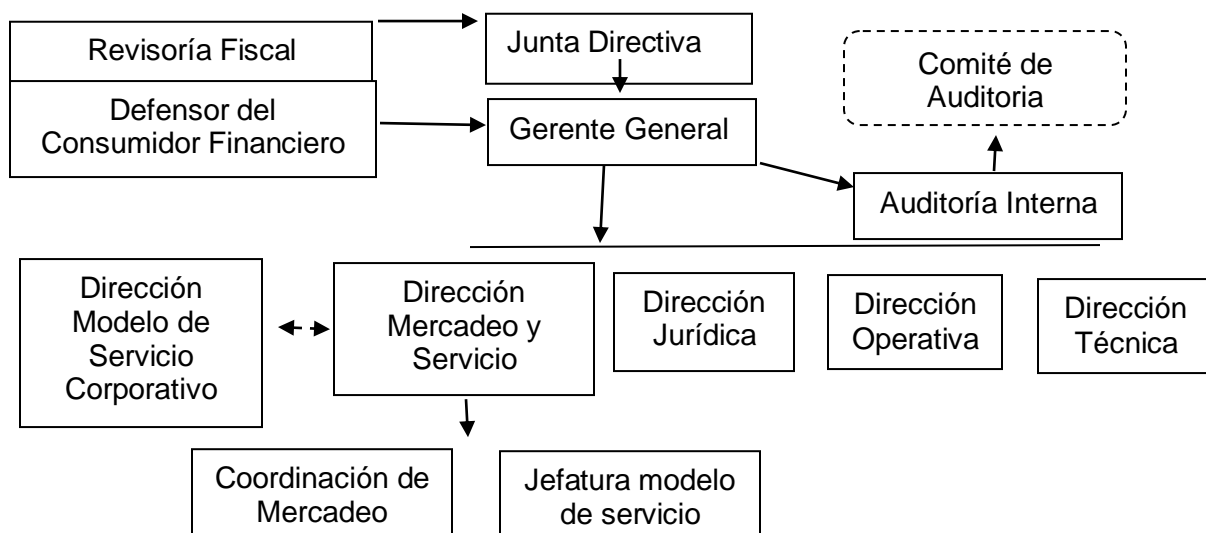 Revisoría Fiscal
Junta Directiva
Comité de
Auditoria
Defensor del
Consumidor Financiero
Gerente General
Auditoría Interna
Dirección
Modelo de
Servicio
Corporativo
Dirección
Mercadeo y
Servicio
Dirección
Jurídica
Dirección
Operativa
Dirección
Técnica
Coordinación de
Mercadeo
Jefatura modelo
de servicio